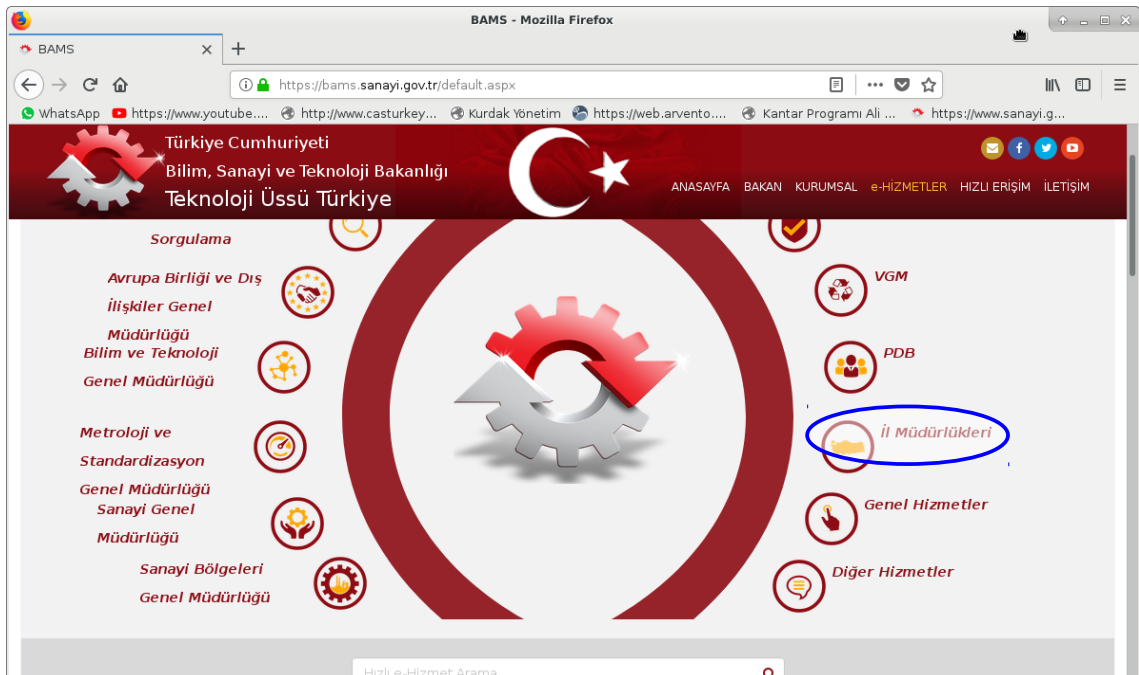 BAMS - Mozilla Firefox
BAMS
https://bams.sanayi.gov.tr/default.aspx
WhatsApp
https://www.youtube....
http://www.casturkey...
Kurdak Yönetim
https://web.arvento....
Kantar Programı Ali ...
https://www.sanayi.g...
Türkiye Cumhuriyeti
Bilim, Sanayi ve Teknoloji Bakanlığı
Teknoloji Üssü Türkiye
ANASAYFA
BAKAN
KURUMSAL
e-HİZMETLER
HIZLI ERİŞİM
İLETİŞİM
Sorgulama
Avrupa Birliği ve Dış
İlişkiler Genel
Müdürlüğü
Bilim ve Teknoloji
Genel Müdürlüğü
Metroloji ve
Standardizasyon
Genel Müdürlüğü
Sanayi Genel
Müdürlüğü
Sanayi Bölgeleri
Genel Müdürlüğü
VGM
PDB
İl Müdürlükleri
Genel Hizmetler
Diğer Hizmetler
Hızlı e-Hizmet Arama